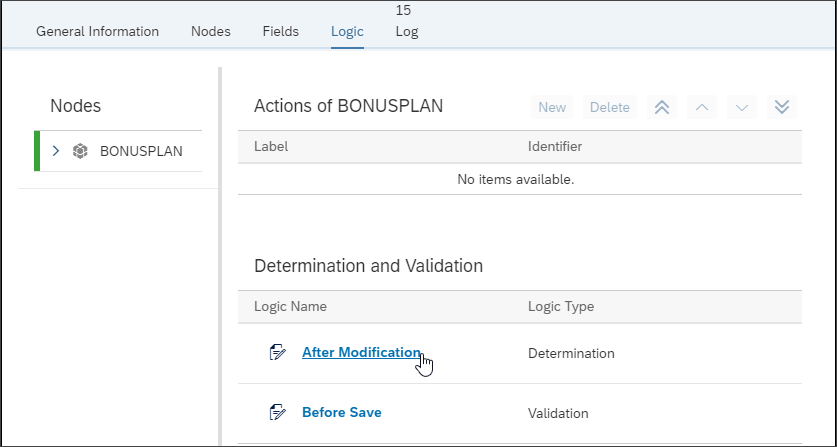 15
General Information Nodes Fields Logic Log
Nodes
BONUSPLAN
Actions of BONUSPLAN New Delete
Label Identifier
No items available.
Determination and Validation
Logic Name Logic Type
After Modification Determination
Before Save Validation